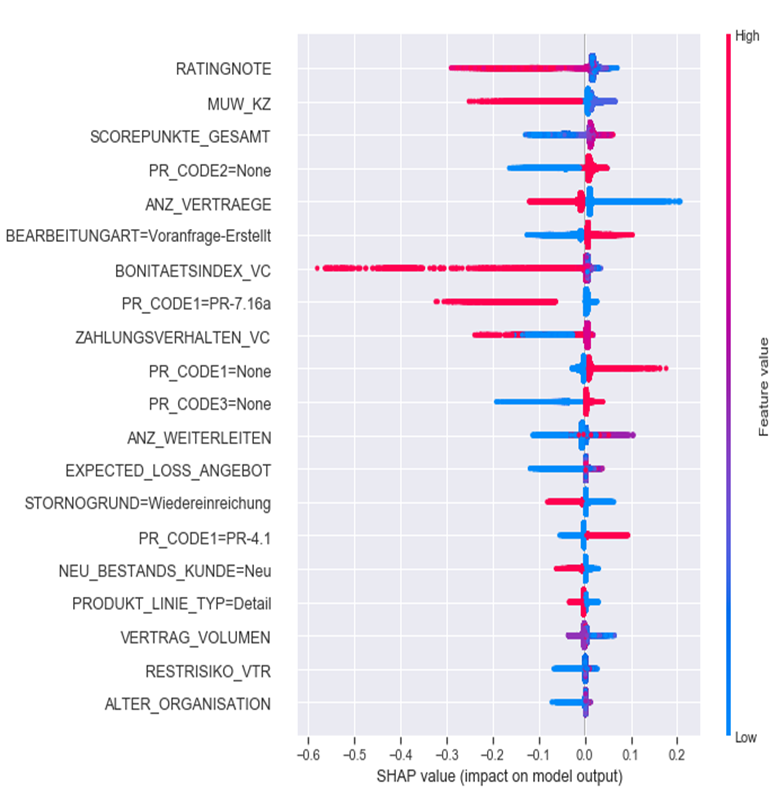 High
RATINGNOTE
MUW_KZ
SCOREPUNKTE_GESAMT
PR_CODE2=None
ANZ_VERTRAEGE
BEARBEITUNGART=Voranfrage-Erstellt
BONITAETSINDEX_VC
PR_CODE1=PR-7.16a
ZAHLUNGSVERHALTEN_VC
PR_CODE1=None
PR_CODE3=None
ANZ_WEITERLEITEN
EXPECTED_LOSS_ANGEBOT
STORNOGRUND=Wiedereinreichung
PR_CODE1=PR-4.1
NEU_BESTANDS_KUNDE=Neu
PRODUKT_LINIE_TYP=Detail
VERTRAG_VOLUMEN
RESTRISIKO_VTR
ALTER_ORGANISATION
Feature value
Low
−0.6 −0.5 −0.4 −0.3 −0.2 −0.1 0.0 0.1 0.2
SHAP value (impact on model output)